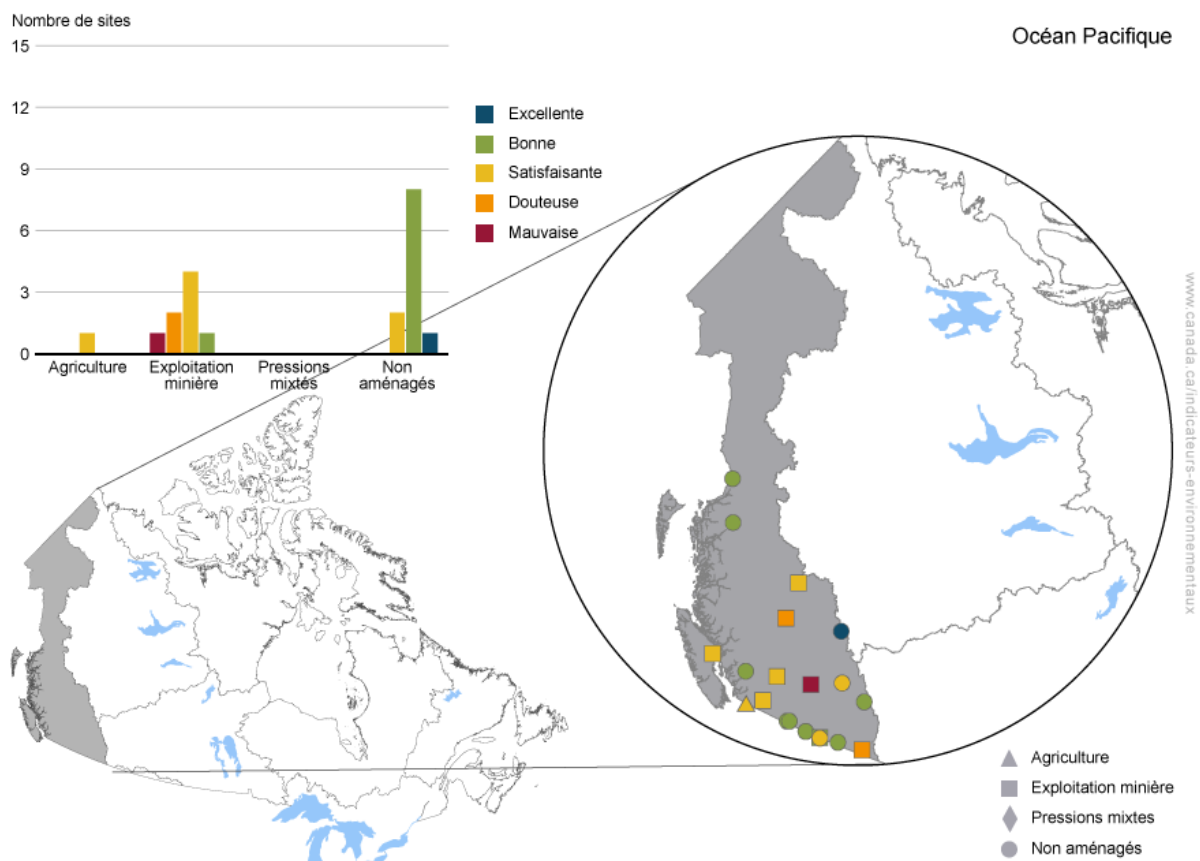 Nombre de sites
Océan Pacifique
15
12
9
6
3
0
Agriculture
Exploitation
minière
Pressions
mixtés
Non
aménagés
Excellente
Bonne
Satisfaisante
Douteuse
Mauvaise
www.canada.ca/indicateurs-environnementaux
Agriculture
Exploitation minière
Pressions mixtes
Non aménagés